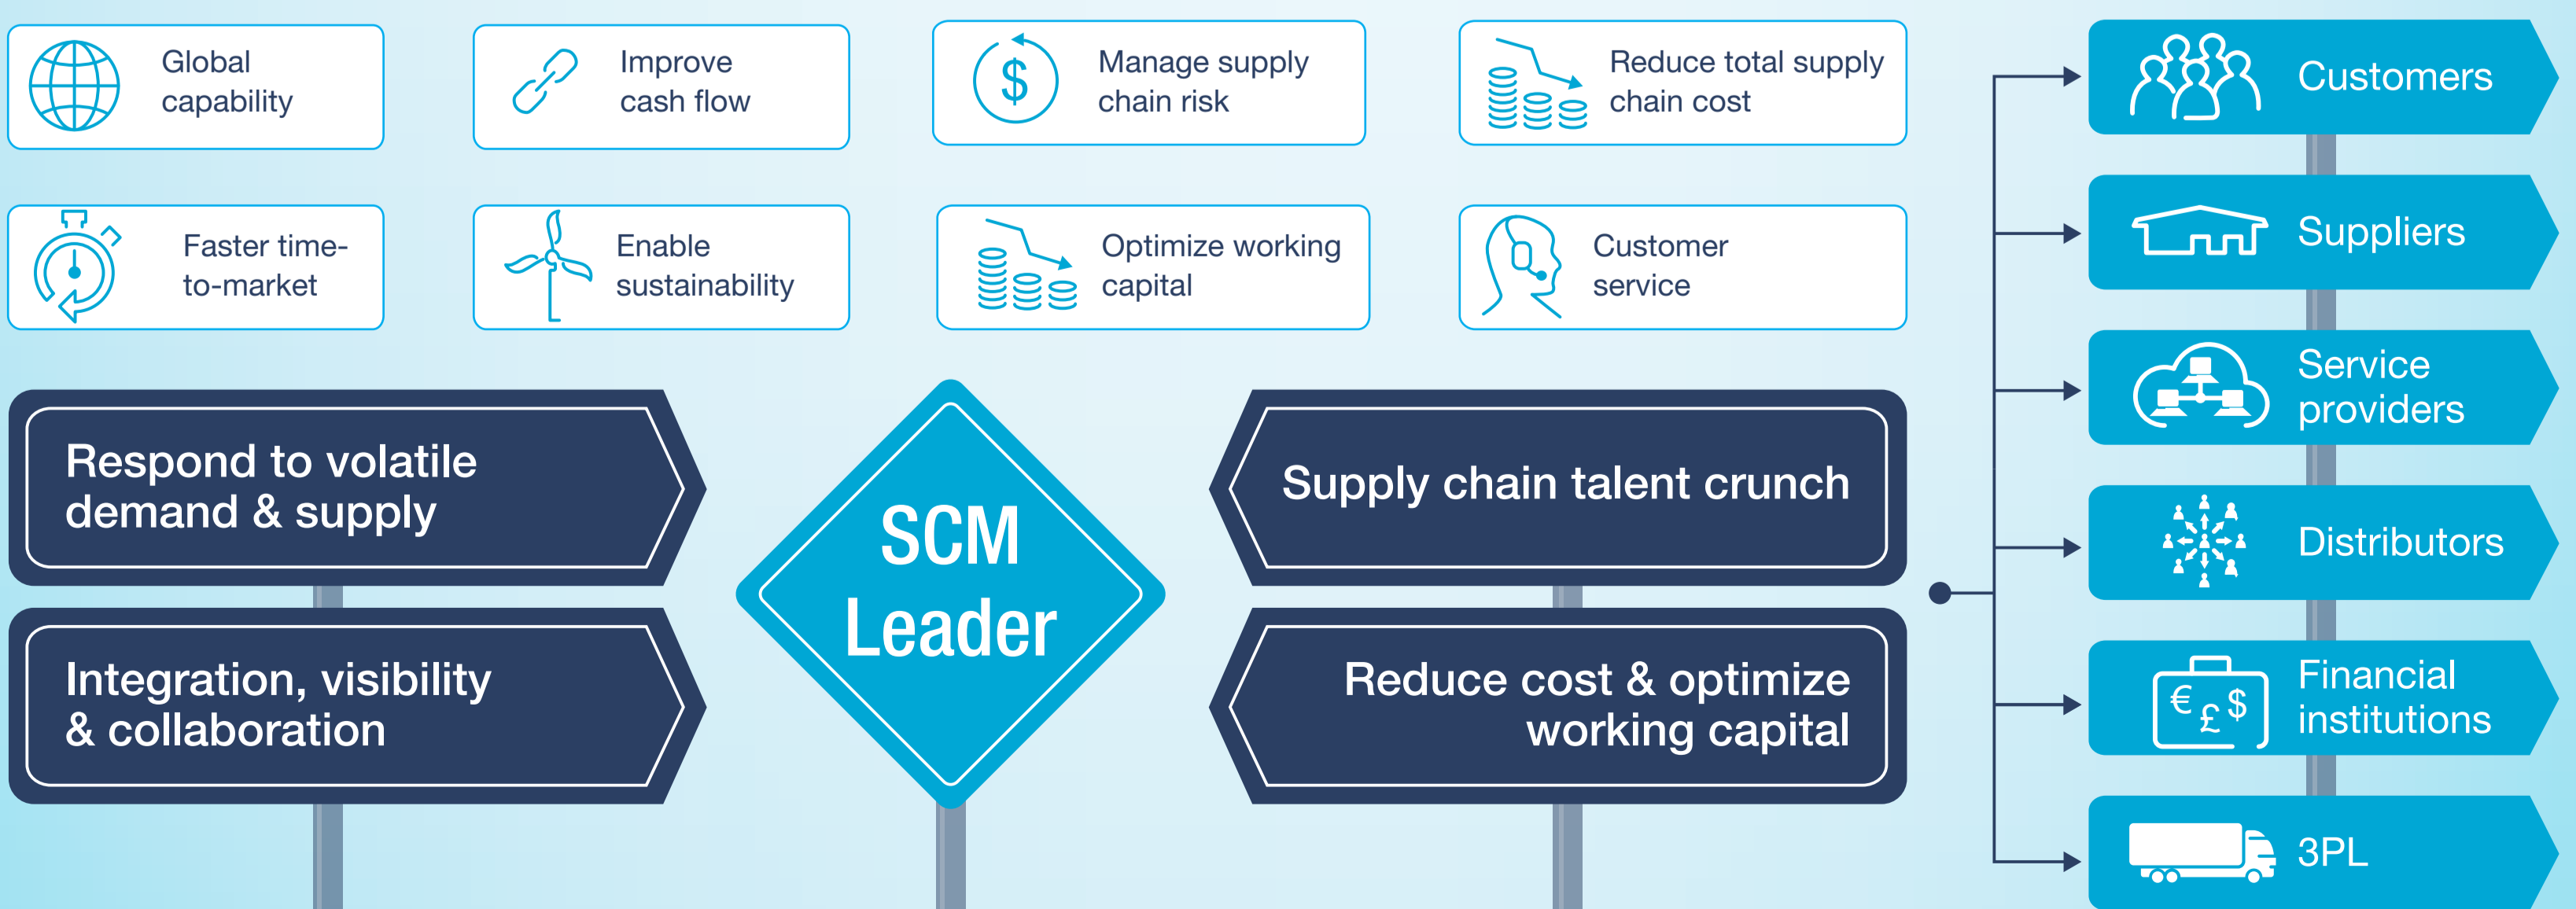 Global
capability
Improve
cash flow
$
Manage supply
chain risk
Reduce total supply
chain cost
Faster time-
to-market
Enable
sustainability
Optimize working
capital
Customer
service
Respond to volatile
demand & supply
Integration, visibility
& collaboration
SCM
Leader
Supply chain talent crunch
Reduce cost & optimize
working capital
Customers
Suppliers
Service
providers
Distributors
€ £ $
Financial
institutions
3PL